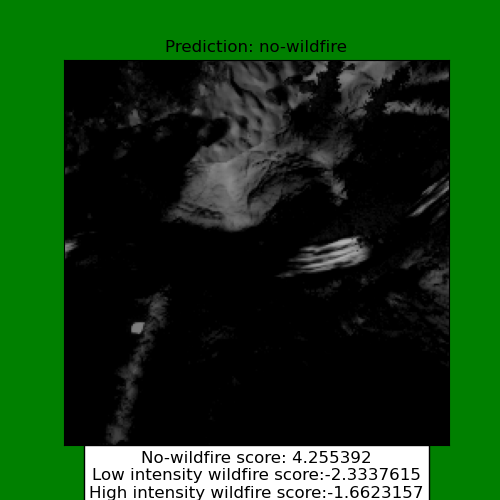 Prediction: no-wildfire
No-wildfire score: 4.255392
Low intensity wildfire score:-2.3337615
High intensity wildfire score:-1.6623157